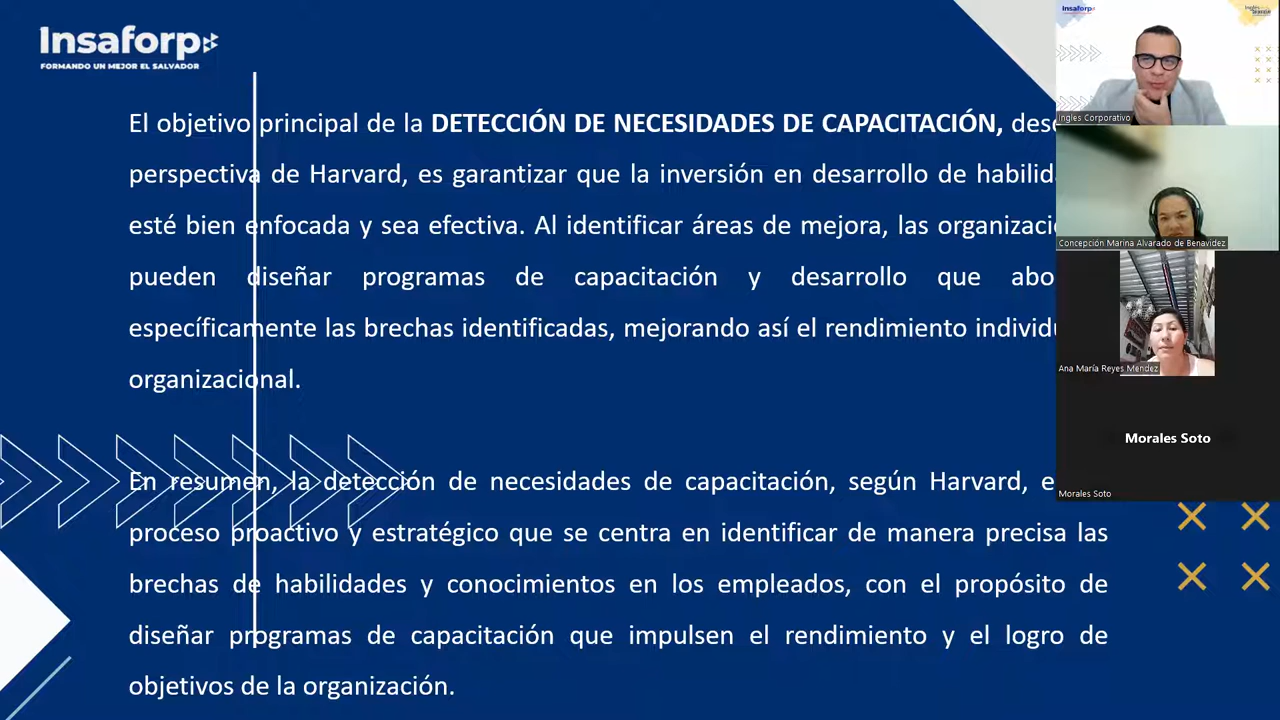 Insaforp
FORMANDO UN MEJOR EL SALVADOR
El objetivo principal de la DETECCIÓN DE NECESIDADES DE CAPACITACIÓN,
perspectiva de Harvard, es garantizar que la inversión en desarrollo de
esté bien enfocada y sea efectiva. Al identificar áreas de mejora, las
pueden diseñar programas de capacitación y desarrollo que
específicamente las brechas identificadas, mejorando así el rendimiento
organizacional.
En resumen, la detección de necesidades de capacitación, según Harvard,
proceso proactivo y estratégico que se centra en identificar de manera precisa las
brechas de habilidades y conocimientos en los empleados, con el propósito de
diseñar programas de capacitación que impulsen el rendimiento y el logro de
objetivos de la organización.
Insaforp
Ingles Corporativo
Concepción Marina Alvarado de Benavidez
Ana María Reyes Mendez
Morales Soto
Morales Soto